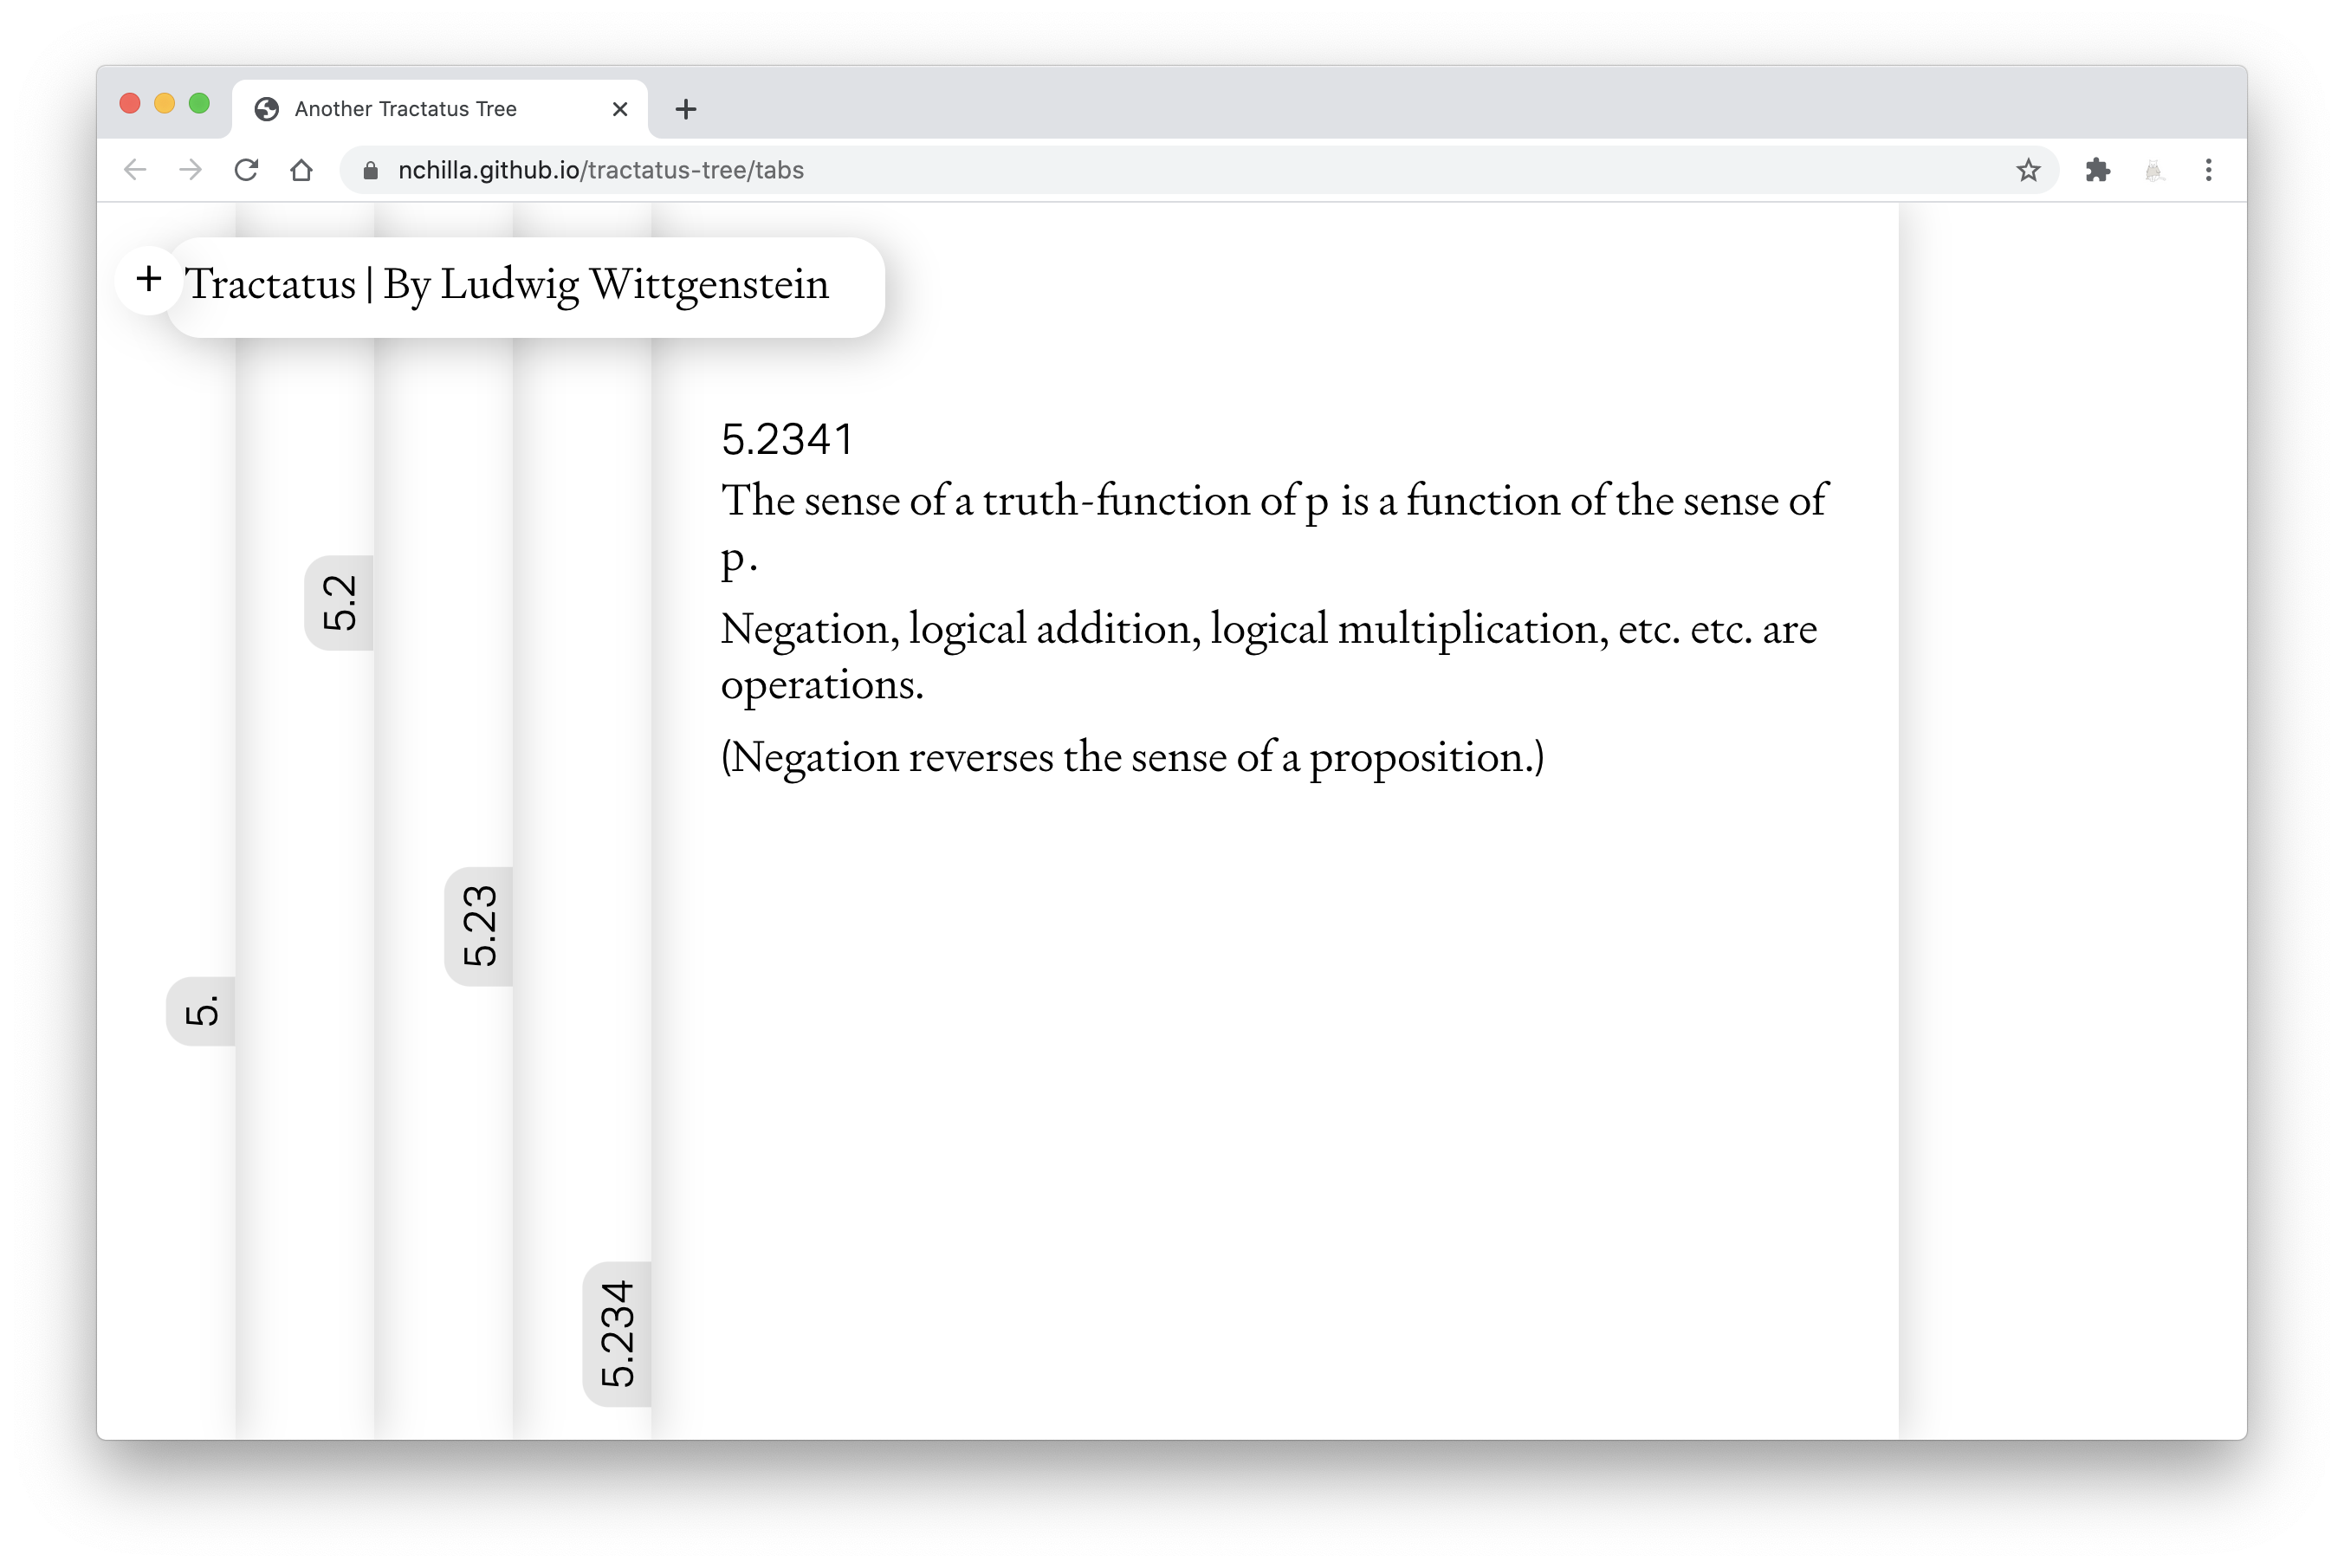 Another Tractatus Tree
nchilla.github.io/tractatus-tree/tabs
+ Tractatus | By Ludwig Wittgenstein
5.
5.2
5.23
5.234
5.2341
The sense of a truth-function of p is a function of the sense of
p.
Negation, logical addition, logical multiplication, etc. etc. are
operations.
(Negation reverses the sense of a proposition.)